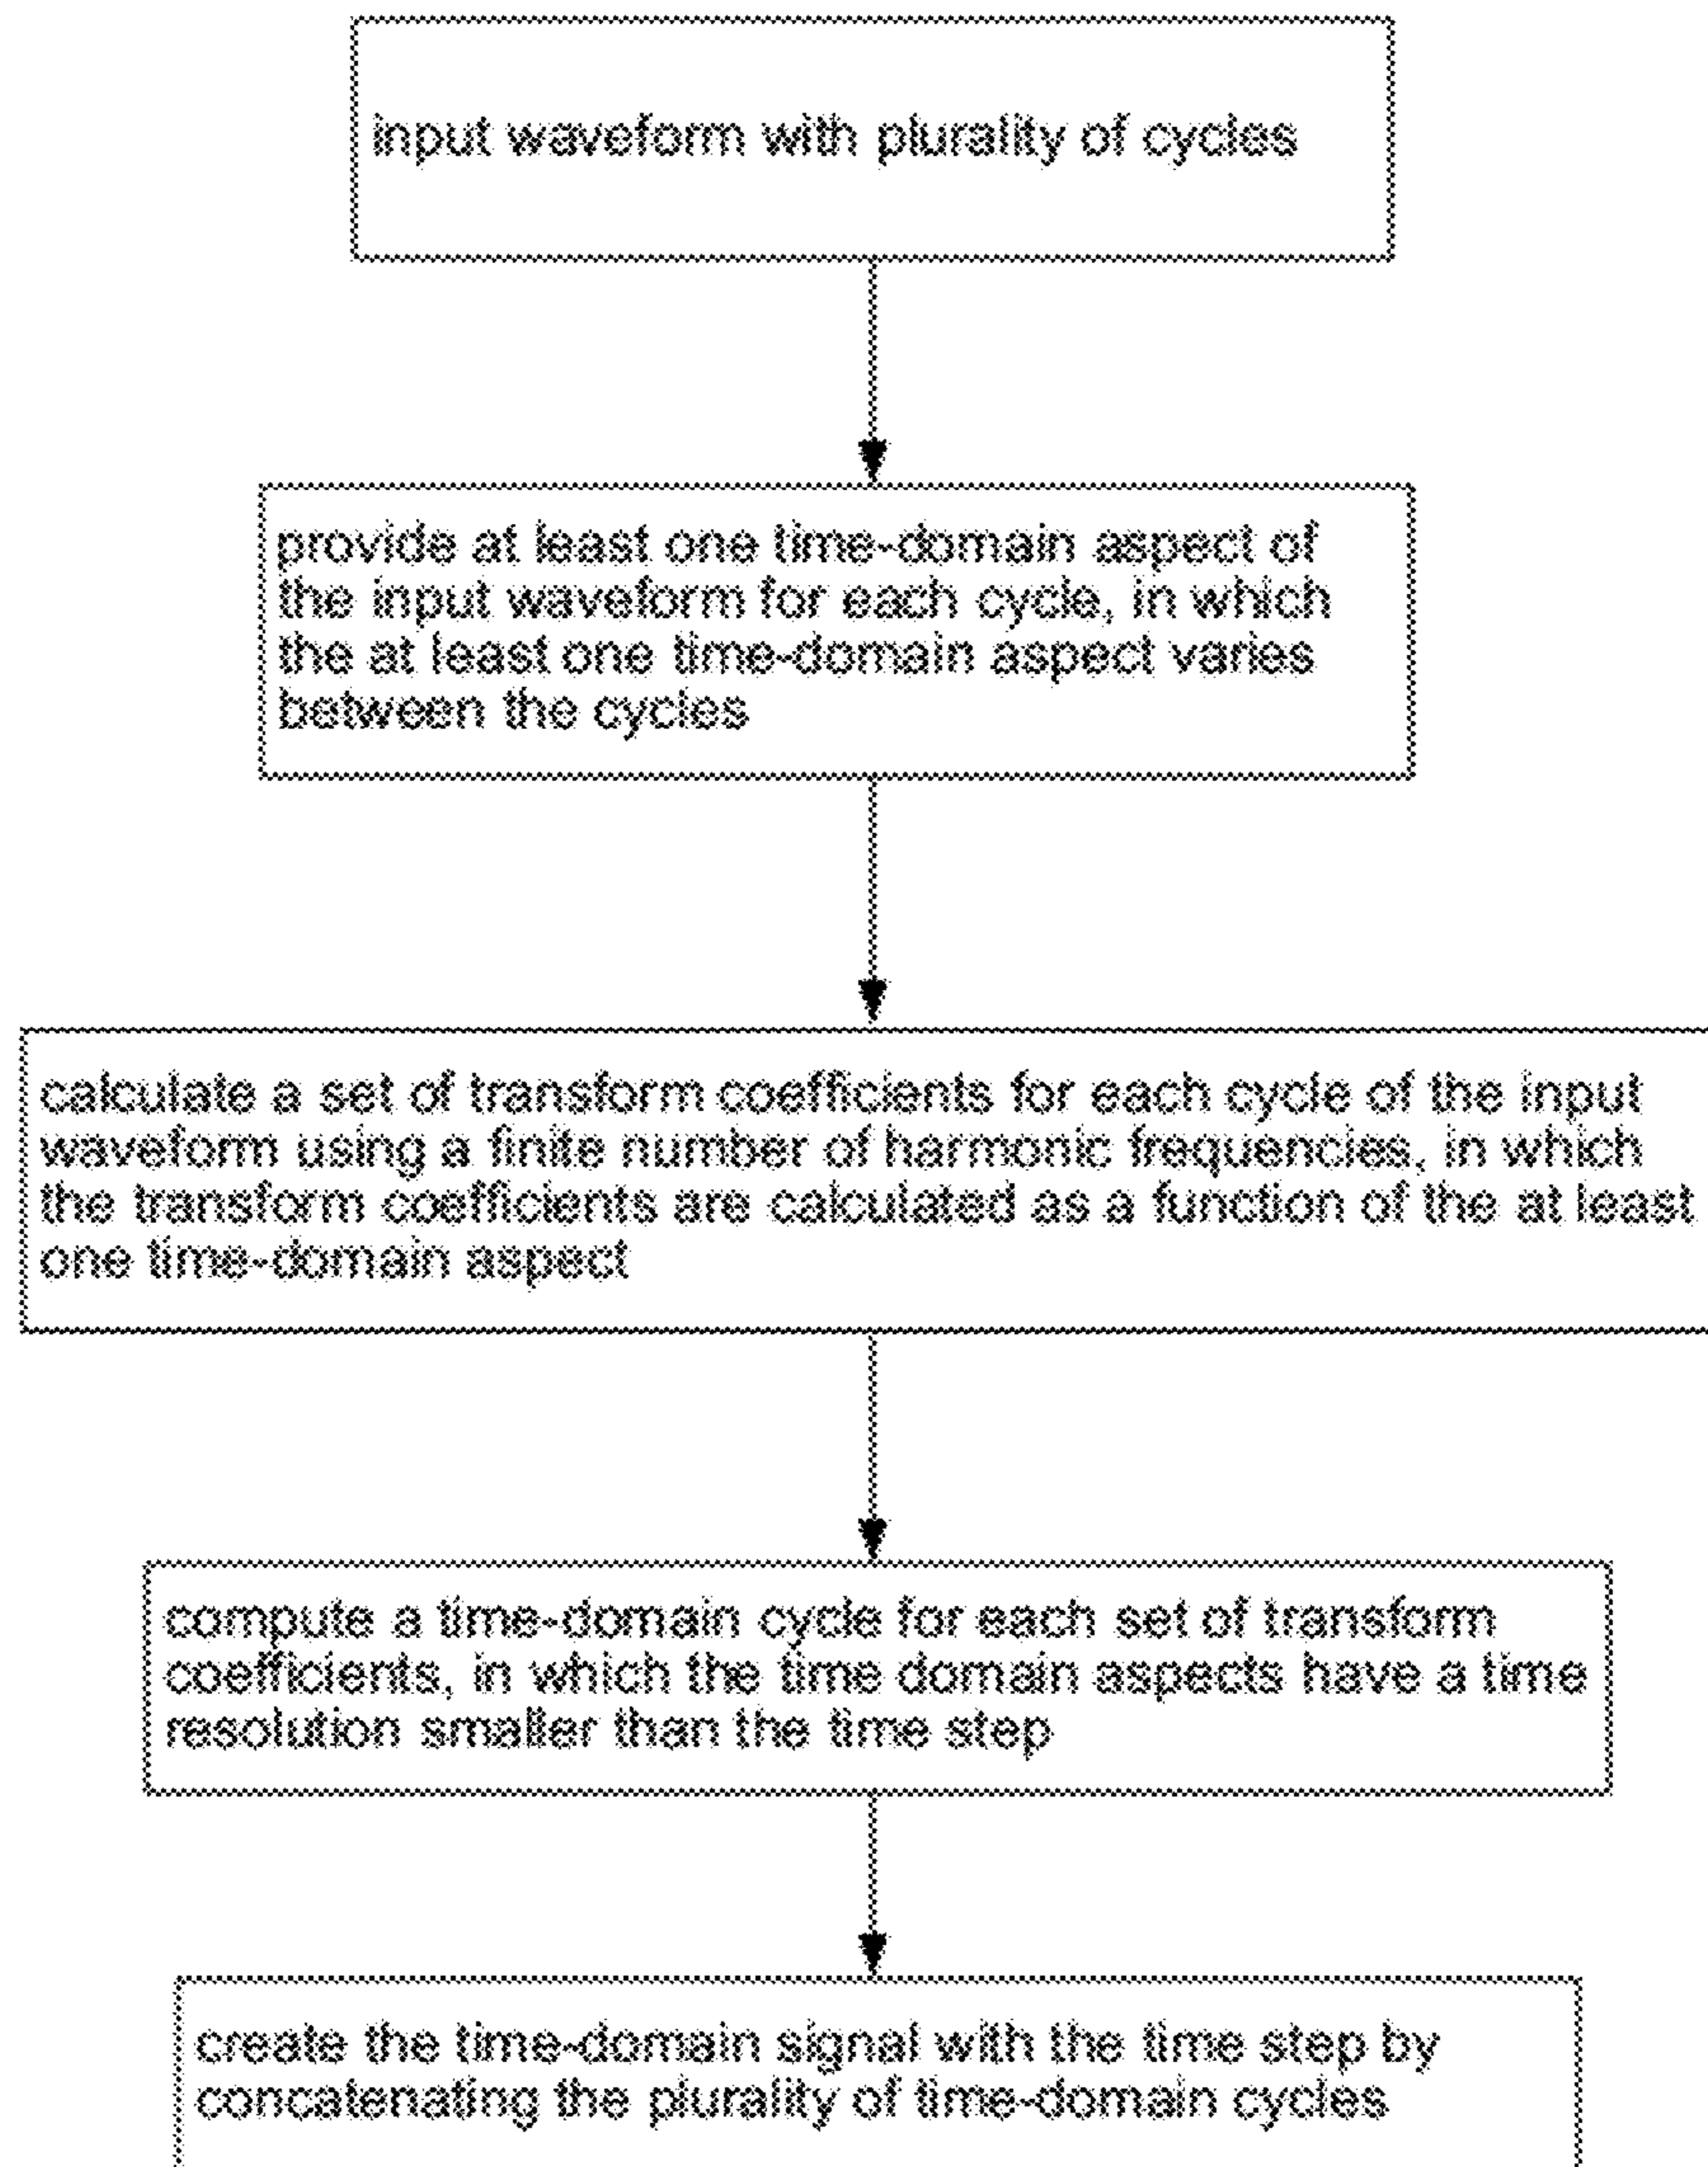 input waveform with plurality of cycles
provide at least one time-domain aspect of
the input waveform for each cycle, in which
the at least one time-domain aspect varies
between the cycles
calculate a set of transform coefficients for each cycle of the input
waveform using a finite number of harmonic frequencies, in which
the transform coefficients are calculated as a function of the at least
one time-domain aspect
compute a time-domain cycle for each set of transform
coefficients, in which the time domain aspects have a time
resolution smaller than the time step
create the time-domain signal with the time step by
concatenating the plurality of time-domain cycles